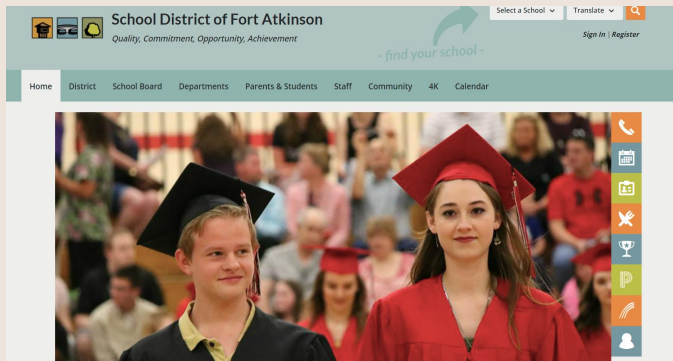 School District of Fort Atkinson
Quality, Commitment, Opportunity, Achievement
Select a School
Translate
Sign In | Register
- find your school -
Home District School Board Departments Parents & Students Staff Community 4K Calendar